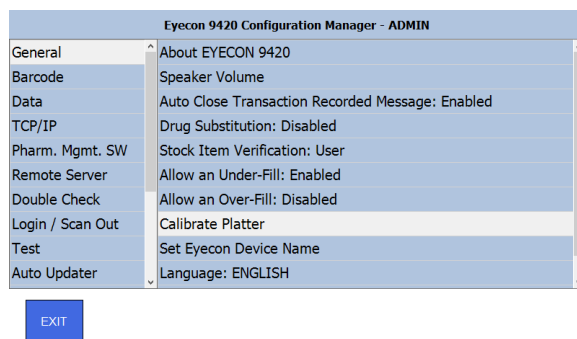 Eyecon 9420 Configuration Manager - ADMIN
General
Barcode
Data
TCP/IP
Pharm. Mgmt. SW
Remote Server
Double Check
Login / Scan Out
Test
Auto Updater
About EYECON 9420
Speaker Volume
Auto Close Transaction Recorded Message: Enabled
Drug Substitution: Disabled
Stock Item Verification: User
Allow an Under-Fill: Enabled
Allow an Over-Fill: Disabled
Calibrate Platter
Set Eyecon Device Name
Language: ENGLISH
EXIT